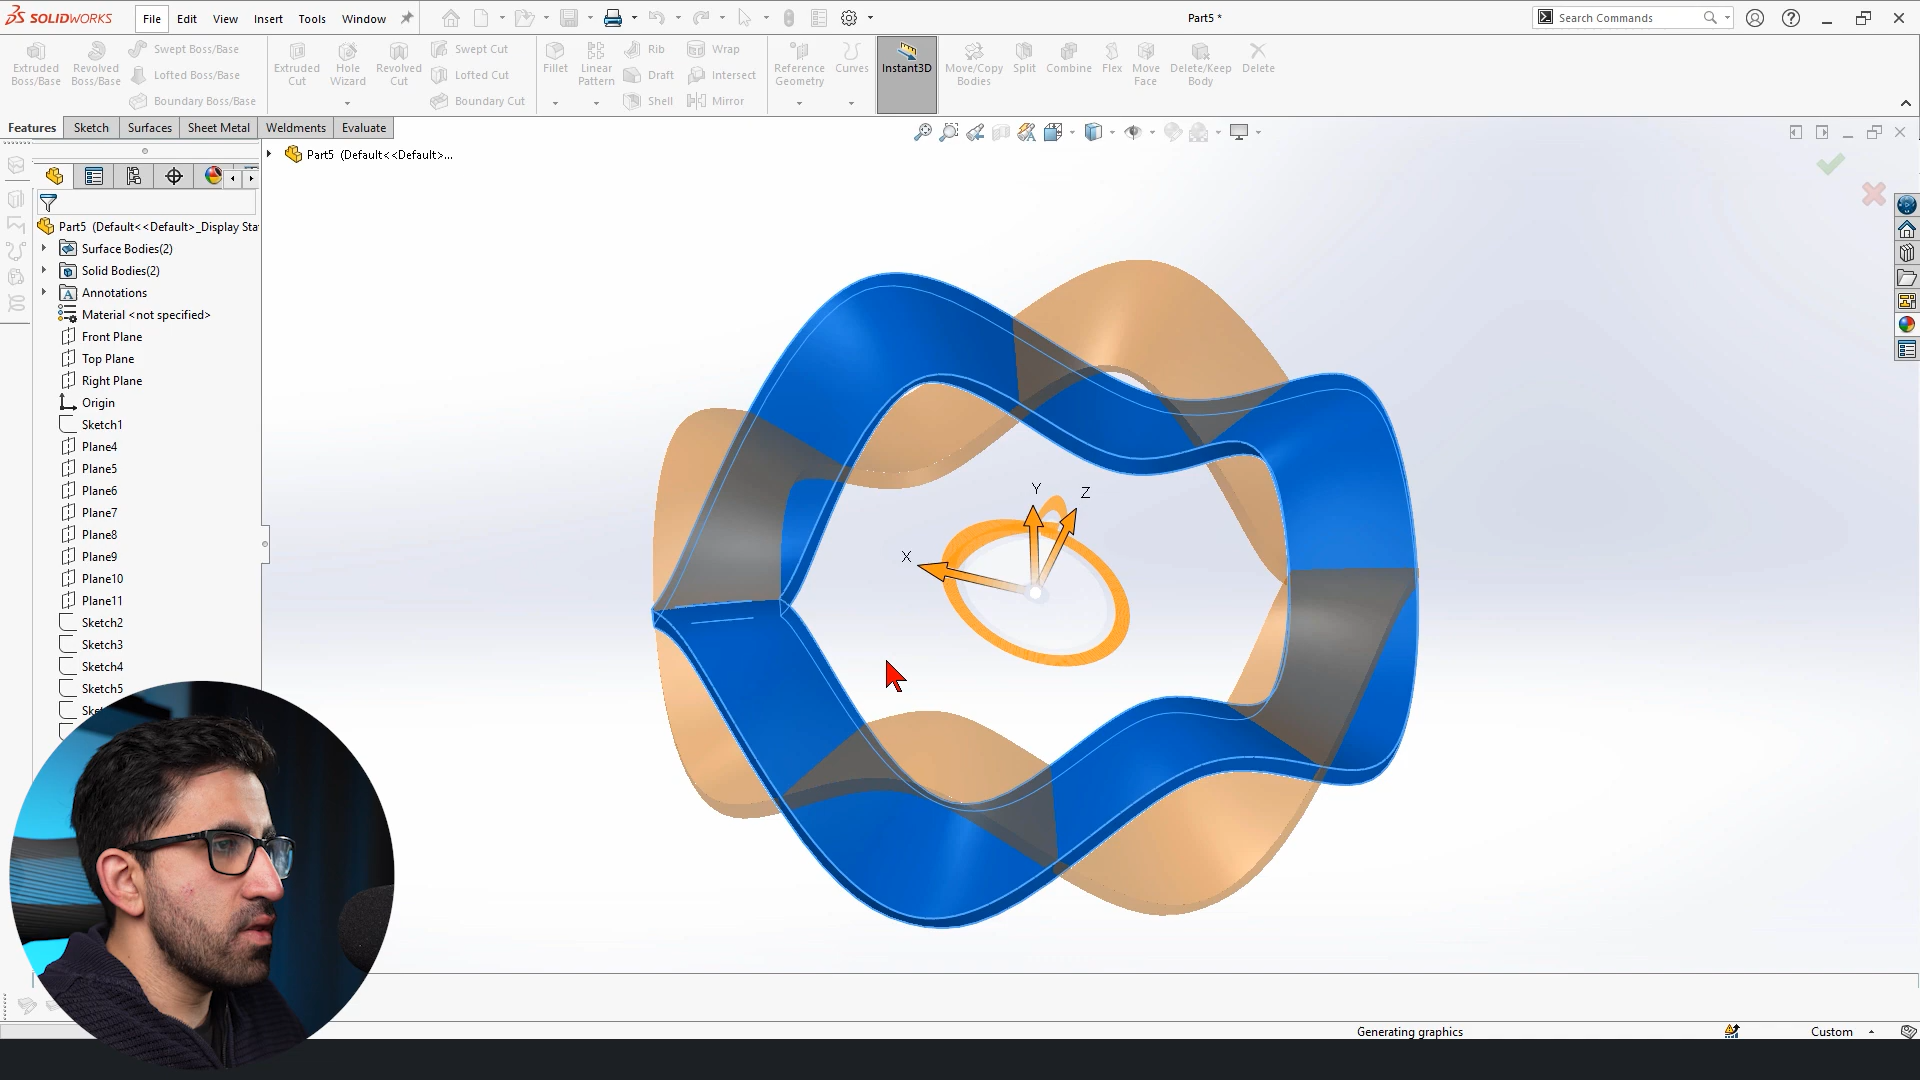 SOLIDWORKS File Edit View Insert Tools Window Part5 * Search Commands
Extruded Boss/Base
Revolved Boss/Base
Swept Boss/Base
Lofted Boss/Base
Boundary Boss/Base
Extruded Cut
Hole Wizard
Revolved Cut
Swept Cut
Lofted Cut
Boundary Cut
Fillet
Linear Pattern
Rib
Draft
Shell
Wrap
Intersect
Mirror
Reference Geometry
Curves
Instant3D
Move/Copy Bodies
Split
Combine
Flex
Move Face
Delete/Keep Body
Delete
Features Sketch Surfaces Sheet Metal Weldments Evaluate
Part5 (Default<<Default>...
Part5 (Default<<Default>_Display Sta
Surface Bodies(2)
Solid Bodies(2)
Annotations
Material <not specified>
Front Plane
Top Plane
Right Plane
Origin
Sketch1
Plane4
Plane5
Plane6
Plane7
Plane8
Plane9
Plane10
Plane11
Sketch2
Sketch3
Sketch4
Sketch5
Y Z
X
Generating graphics Custom